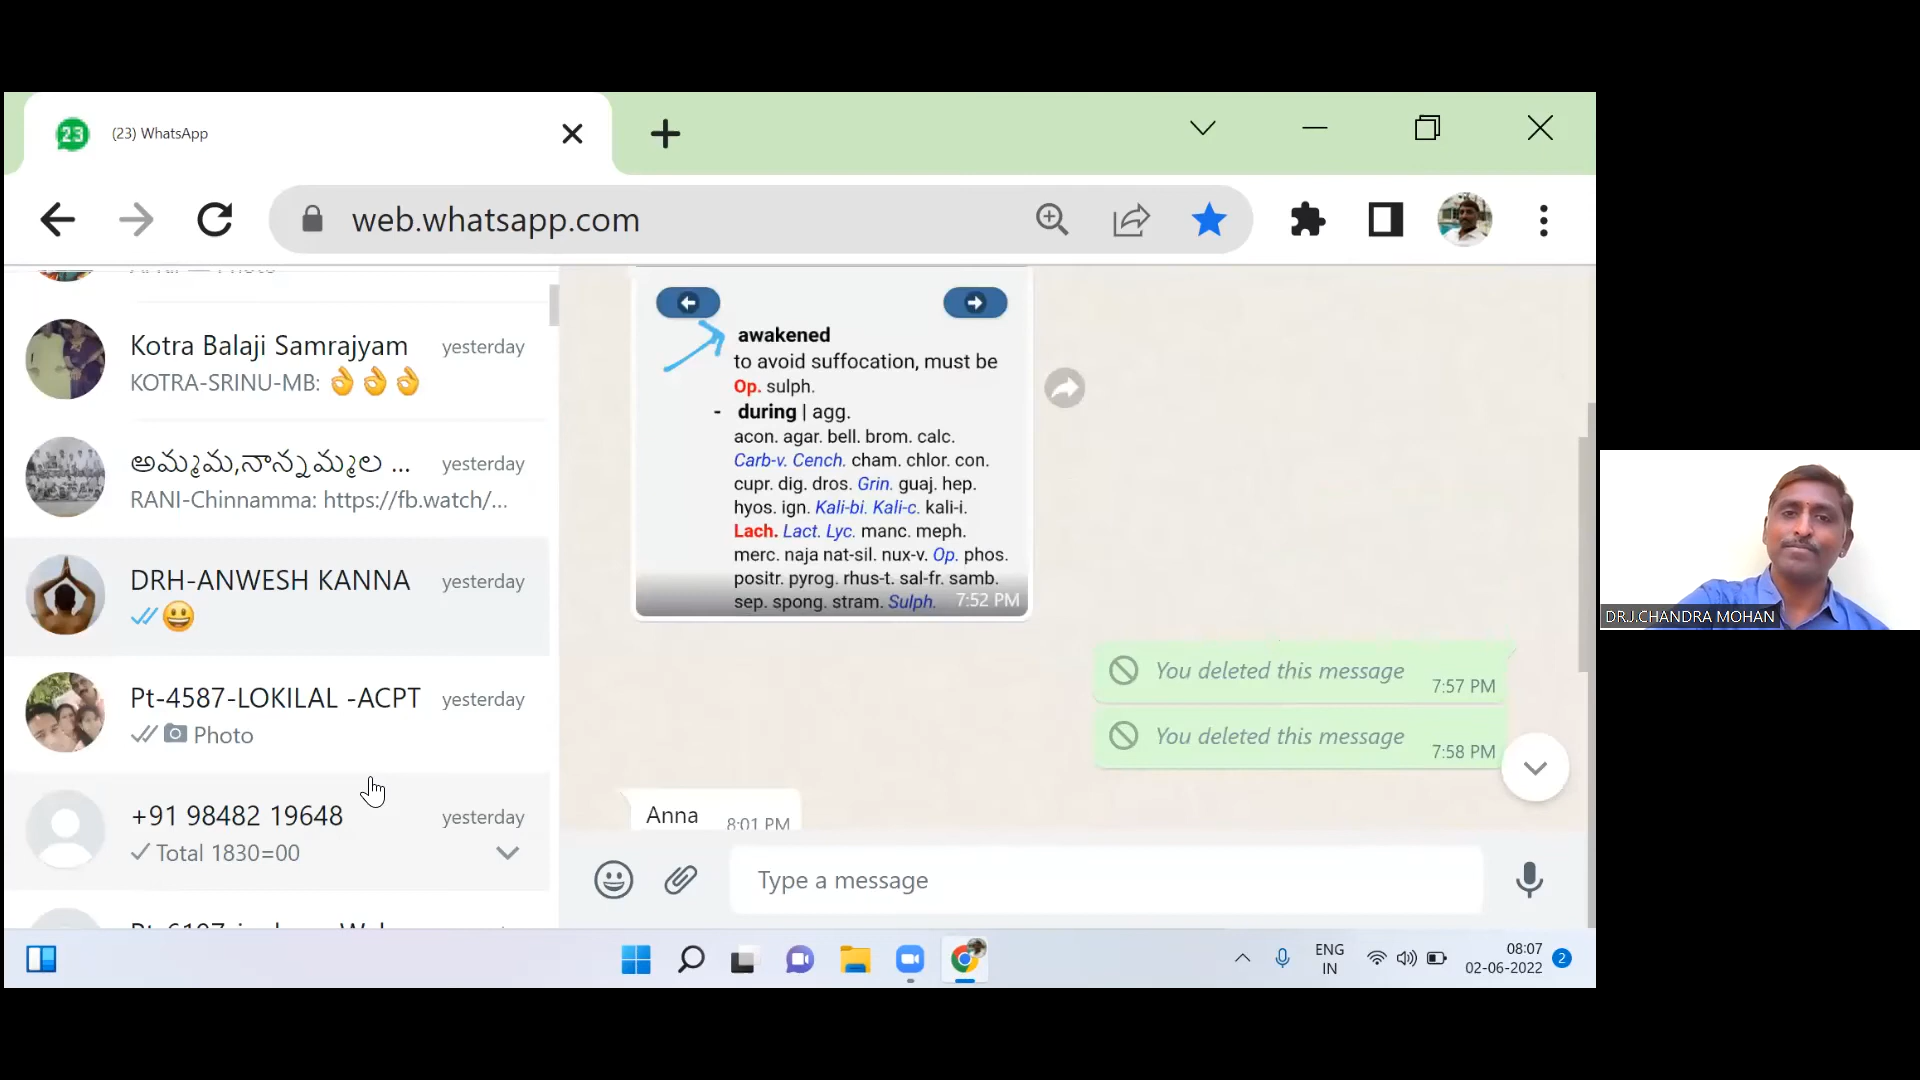 23
(23) WhatsApp
web.whatsapp.com
Kotra Balaji Samrajyam yesterday
KOTRA-SRINU-MB: 👌👌👌
అమ్మమ,నాన్నమ్మల ... yesterday
RANI-Chinnamma: https://fb.watch/...
DRH-ANWESH KANNA yesterday
😀
Pt-4587-LOKILAL -ACPT yesterday
Photo
+91 98482 19648 yesterday
Total 1830=00
awakened
to avoid suffocation, must be
Op. sulph.
- during | agg.
acon. agar. bell. brom. calc.
Carb-v. Cench. cham. chlor. con.
cupr. dig. dros. Grin. guaj. hep.
hyos. ign. Kali-bi. Kali-c. kali-i.
Lach. Lact. Lyc. manc. meph.
merc. naja nat-sil. nux-v. Op. phos.
positr. pyrog. rhus-t. sal-fr. samb.
sep. spong. stram. Sulph. 7:52 PM
You deleted this message 7:57 PM
You deleted this message 7:58 PM
Anna 8:01 PM
Type a message
DR.J.CHANDRA MOHAN
ENG
IN
08:07
02-06-2022
2